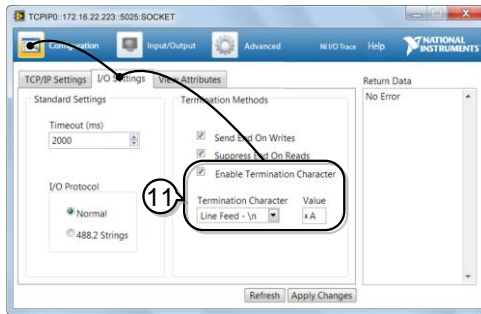 TCPIP0::172.16.22.223::5025::SOCKET
Configuration Input/Output Advanced NI I/O Trace Help NATIONAL INSTRUMENTS
TCP/IP Settings I/O Settings View Attributes
Return Data
Standard Settings
Termination Methods
No Error
Timeout (ms)
2000
Send End On Writes
Suppress End On Reads
Enable Termination Character
I/O Protocol
Normal
488.2 Strings
11
Termination Character Value
Line Feed - \n x A
Refresh Apply Changes